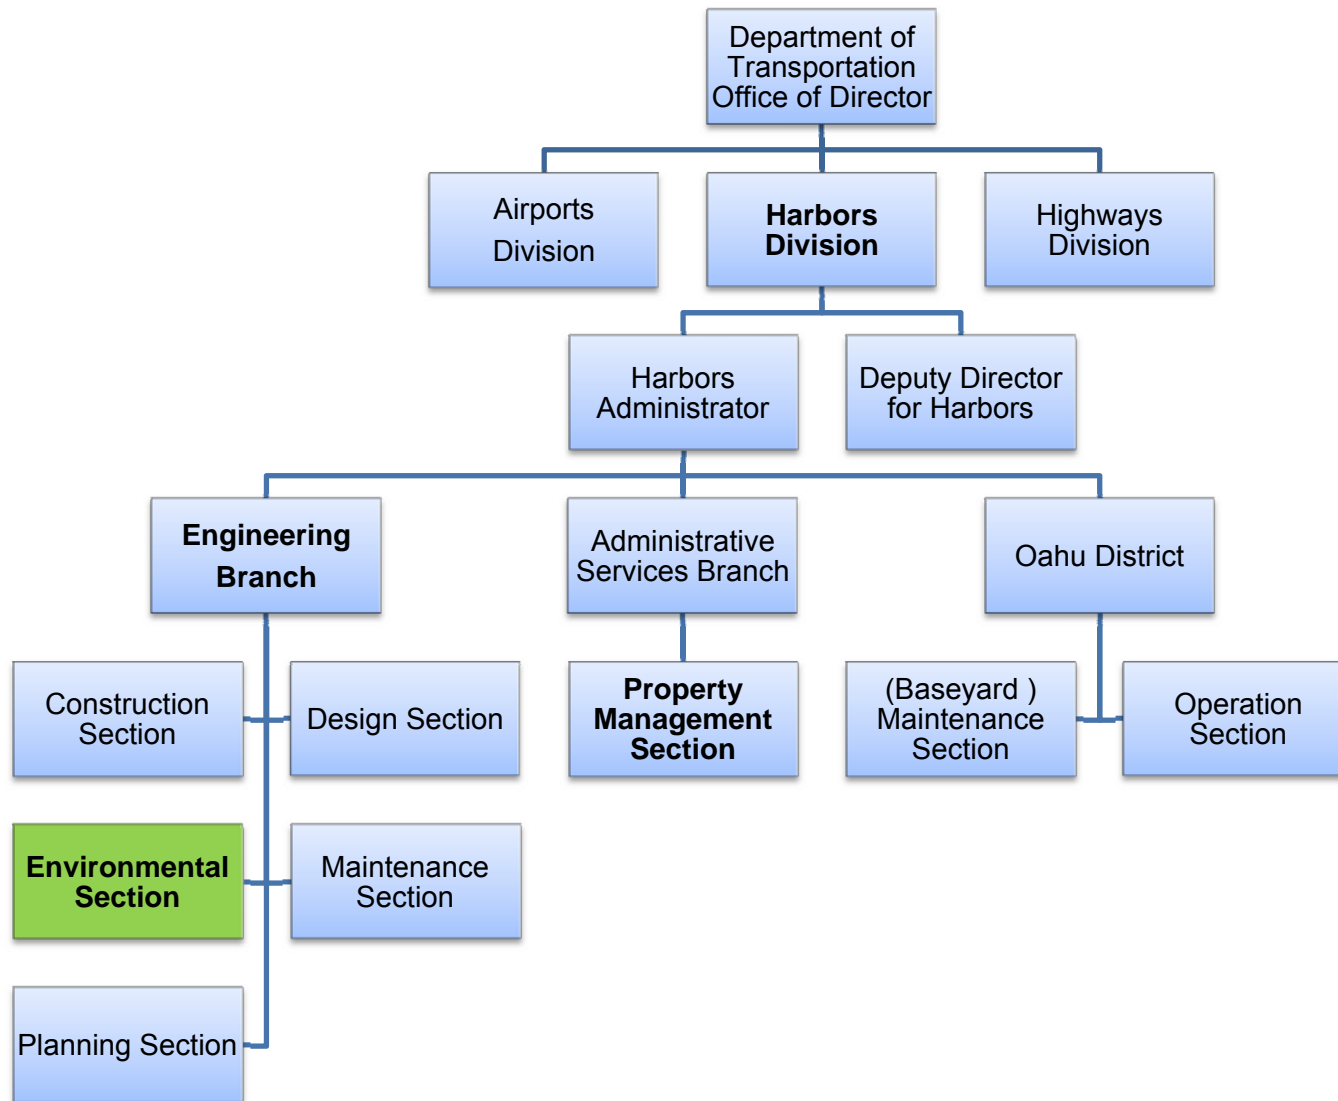 Department of
Transportation
Office of Director
Airports
Division
Harbors
Division
Highways
Division
Harbors
Administrator
Deputy Director
for Harbors
Engineering
Branch
Administrative
Services Branch
Oahu District
Construction
Section
Design Section
Property
Management
Section
(Baseyard )
Maintenance
Section
Operation
Section
Environmental
Section
Maintenance
Section
Planning Section